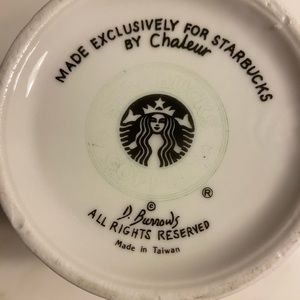 MADE EXCLUSIVELY FOR STARBUCKS
BY Chaleur
®
©
D. Burrows
ALL RIGHTS RESERVED
Made in Taiwan